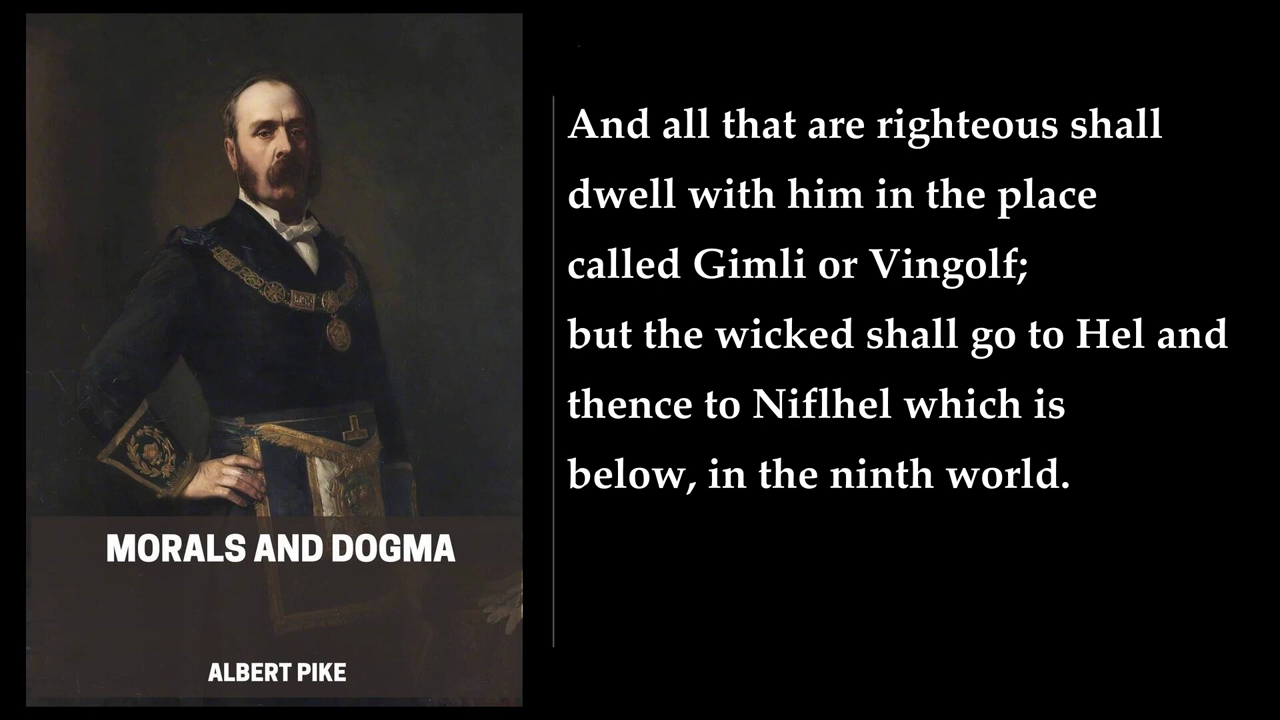 MORALS AND DOGMA
ALBERT PIKE
And all that are righteous shall
dwell with him in the place
called Gimli or Vingolf;
but the wicked shall go to Hel and
thence to Niflhel which is
below, in the ninth world.